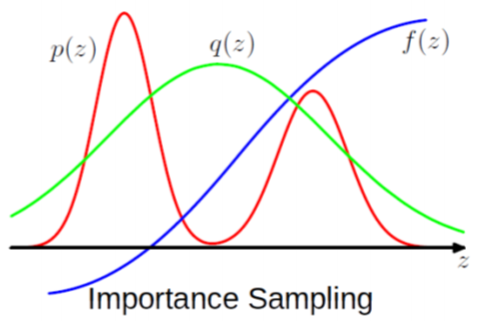 p(z) q(z) f(z)
z
Importance Sampling